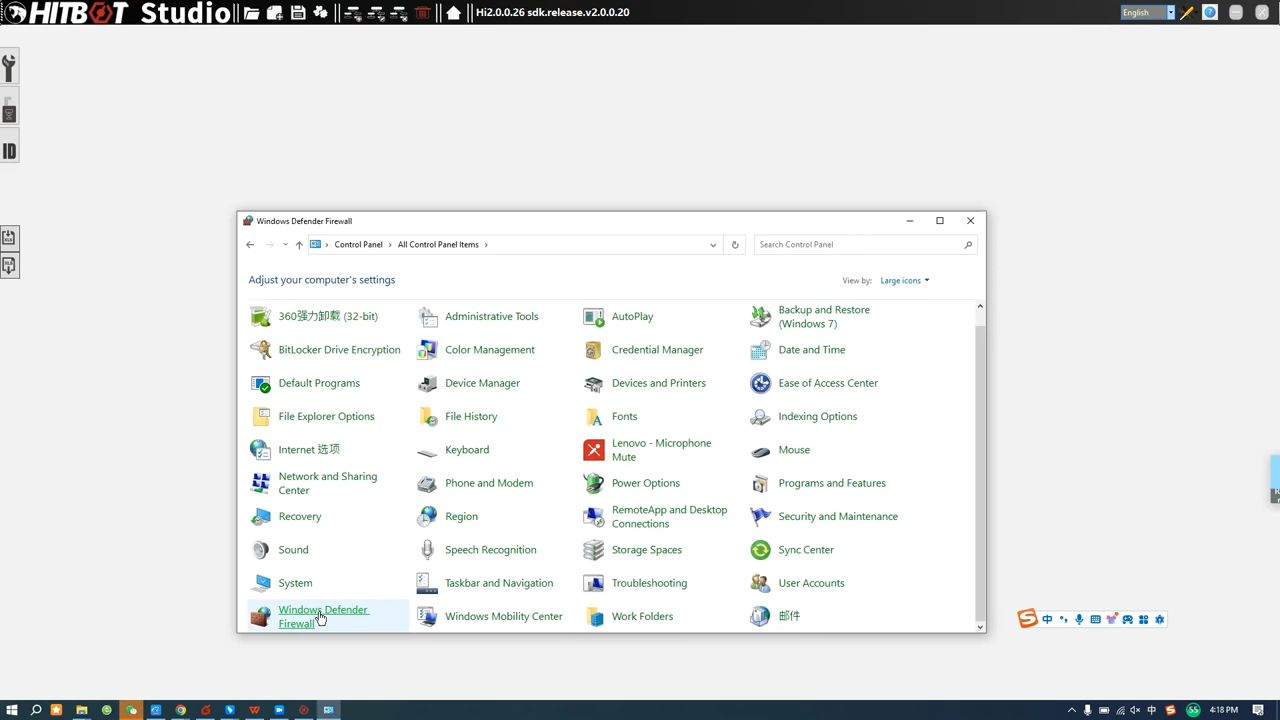 HITBOT Studio
Hi2.0.0.26 sdk.release.v2.0.0.20
English
ID
XLS
XLS
Windows Defender Firewall
Control Panel › All Control Panel Items ›
Search Control Panel
Adjust your computer's settings
View by: Large icons
360强力卸载 (32-bit)
Administrative Tools
AutoPlay
Backup and Restore
(Windows 7)
BitLocker Drive Encryption
Color Management
Credential Manager
Date and Time
Default Programs
Device Manager
Devices and Printers
Ease of Access Center
File Explorer Options
File History
Fonts
Indexing Options
Internet 选项
Keyboard
Lenovo - Microphone
Mute
Mouse
Network and Sharing
Center
Phone and Modem
Power Options
Programs and Features
Recovery
Region
RemoteApp and Desktop
Connections
Security and Maintenance
Sound
Speech Recognition
Storage Spaces
Sync Center
System
Taskbar and Navigation
Troubleshooting
User Accounts
Windows Defender
Firewall
Windows Mobility Center
Work Folders
邮件
中
中
4:18 PM